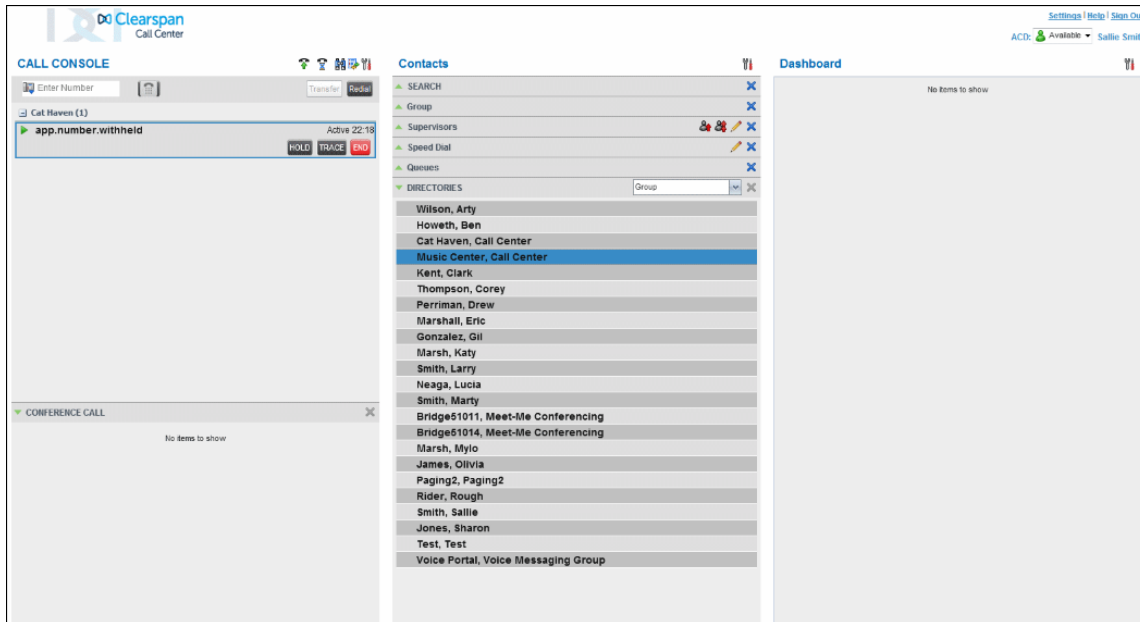 Clearspan
Call Center
Settings | Help | Sign Ou
ACD: Available Sallie Smit
CALL CONSOLE
Enter Number
Transfer Redial
Cat Haven (1)
app.number.withheld Active 22:18
HOLD TRACE END
CONFERENCE CALL
No items to show
Contacts
SEARCH
Group
Supervisors
Speed Dial
Queues
DIRECTORIES Group
Wilson, Arty
Howeth, Ben
Cat Haven, Call Center
Music Center, Call Center
Kent, Clark
Thompson, Corey
Perriman, Drew
Marshall, Eric
Gonzalez, Gil
Marsh, Katy
Smith, Larry
Neaga, Lucia
Smith, Marty
Bridge51011, Meet-Me Conferencing
Bridge51014, Meet-Me Conferencing
Marsh, Mylo
James, Olivia
Paging2, Paging2
Rider, Rough
Smith, Sallie
Jones, Sharon
Test, Test
Voice Portal, Voice Messaging Group
Dashboard
No items to show